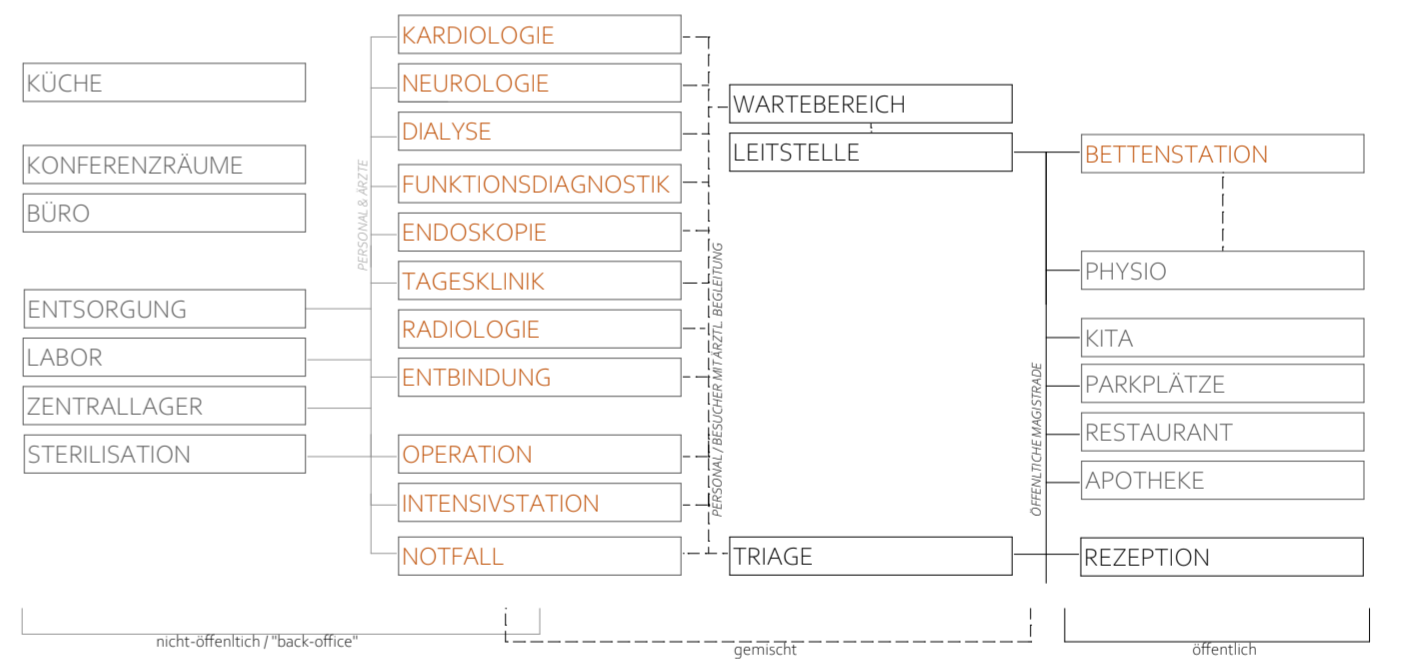 KÜCHE
KONFERENZRÄUME
BÜRO
ENTSORGUNG
LABOR
ZENTRALLAGER
STERILISATION
PERSONAL & ÄRZTE
KARDIOLOGIE
NEUROLOGIE
DIALYSE
FUNKTIONSDIAGNOSTIK
ENDOSKOPIE
TAGESKLINIK
RADIOLOGIE
ENTBINDUNG
OPERATION
INTENSIVSTATION
NOTFALL
PERSONAL / BESUCHER MIT ÄRZTL. BEGLEITUNG
WARTEBEREICH
LEITSTELLE
TRIAGE
ÖFFENLTICHE MAGISTRADE
BETTENSTATION
PHYSIO
KITA
PARKPLÄTZE
RESTAURANT
APOTHEKE
REZEPTION
nicht-öffenltich / "back-office"
gemischt
öffentlich